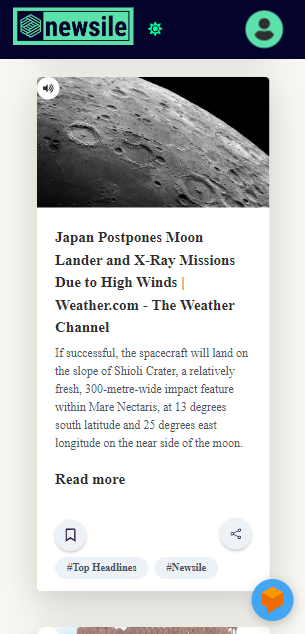 newsile
Japan Postpones Moon
Lander and X-Ray Missions
Due to High Winds |
Weather.com - The Weather
Channel
If successful, the spacecraft will land on
the slope of Shioli Crater, a relatively
fresh, 300-metre-wide impact feature
within Mare Nectaris, at 13 degrees
south latitude and 25 degrees east
longitude on the near side of the moon.
Read more
#Top Headlines #Newsile